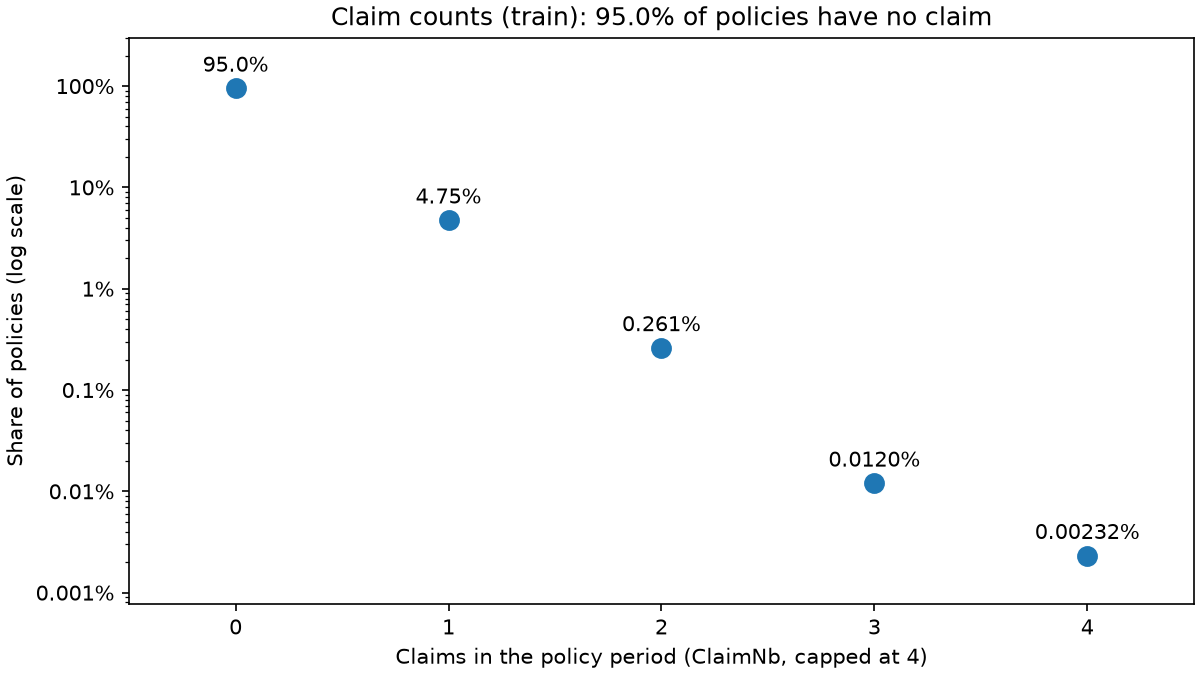 Claim counts (train): 95.0% of policies have no claim
Share of policies (log scale)
100%
10%
1%
0.1%
0.01%
0.001%
95.0%
4.75%
0.261%
0.0120%
0.00232%
0 1 2 3 4
Claims in the policy period (ClaimNb, capped at 4)